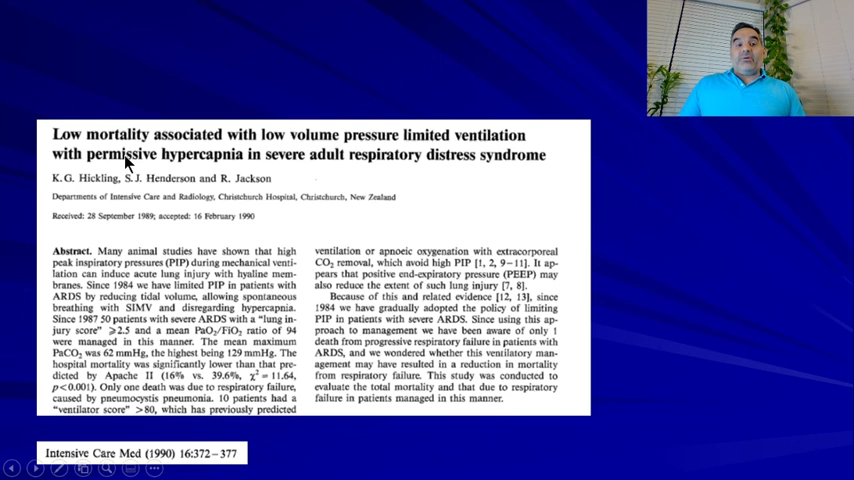 Low mortality associated with low volume pressure limited ventilation
with permissive hypercapnia in severe adult respiratory distress syndrome
K. G. Hickling, S. J. Henderson and R. Jackson
Departments of Intensive Care and Radiology, Christchurch Hospital, Christchurch, New Zealand
Received: 28 September 1989; accepted: 16 February 1990
Abstract. Many animal studies have shown that high
peak inspiratory pressures (PIP) during mechanical venti-
lation can induce acute lung injury with hyaline mem-
branes. Since 1984 we have limited PIP in patients with
ARDS by reducing tidal volume, allowing spontaneous
breathing with SIMV and disregarding hypercapnia.
Since 1987 50 patients with severe ARDS with a "lung in-
jury score" ⩾2.5 and a mean PaO₂/FiO₂ ratio of 94
were managed in this manner. The mean maximum
PaCO₂ was 62 mmHg, the highest being 129 mmHg. The
hospital mortality was significantly lower than that pre-
dicted by Apache II (16% vs. 39.6%, χ² = 11.64,
p<0.001). Only one death was due to respiratory failure,
caused by pneumocystis pneumonia. 10 patients had a
"ventilator score" >80, which has previously predicted
ventilation or apnoeic oxygenation with extracorporeal
CO₂ removal, which avoid high PIP [1, 2, 9–11]. It ap-
pears that positive end-expiratory pressure (PEEP) may
also reduce the extent of such lung injury [7, 8].
Because of this and related evidence [12, 13], since
1984 we have gradually adopted the policy of limiting
PIP in patients with severe ARDS. Since using this ap-
proach to management we have been aware of only 1
death from progressive respiratory failure in patients with
ARDS, and we wondered whether this ventilatory man-
agement may have resulted in a reduction in mortality
from respiratory failure. This study was conducted to
evaluate the total mortality and that due to respiratory
failure in patients managed in this manner.
Intensive Care Med (1990) 16:372–377